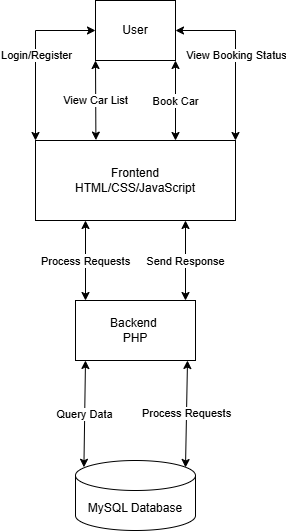 User
Login/Register
View Booking Status
View Car List
Book Car
Frontend
HTML/CSS/JavaScript
Process Requests
Send Response
Backend
PHP
Query Data
Process Requests
MySQL Database